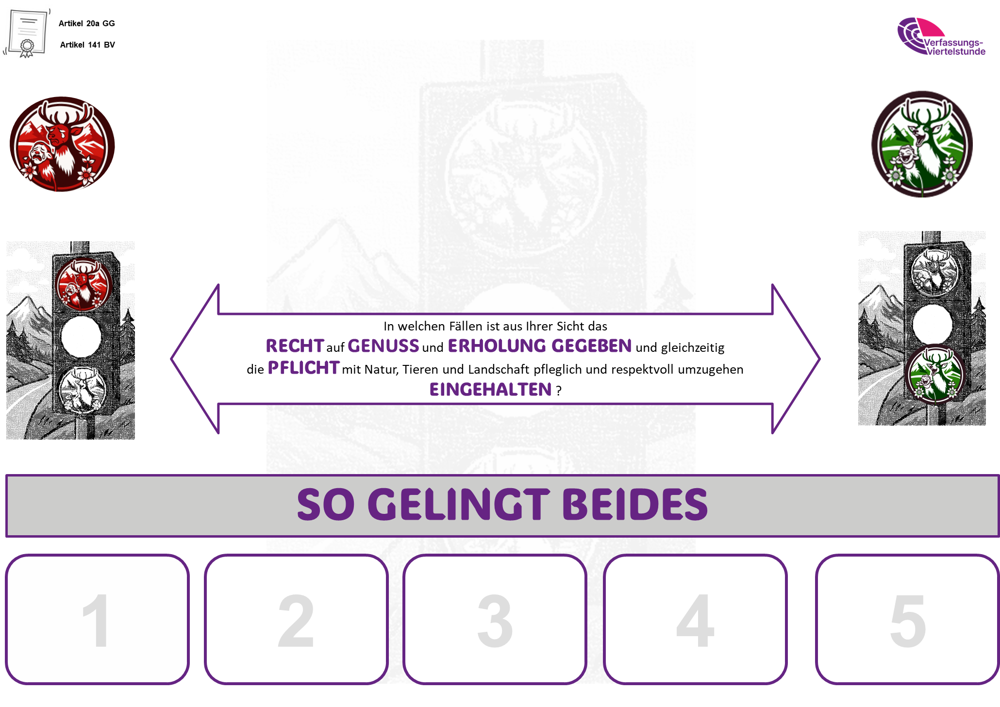 Artikel 20a GG
Artikel 141 BV
Verfassungs-
Viertelstunde
In welchen Fällen ist aus Ihrer Sicht das
RECHT auf GENUSS und ERHOLUNG GEGEBEN und gleichzeitig
die PFLICHT mit Natur, Tieren und Landschaft pfleglich und respektvoll umzugehen
EINGEHALTEN ?
SO GELINGT BEIDES
1 2 3 4 5